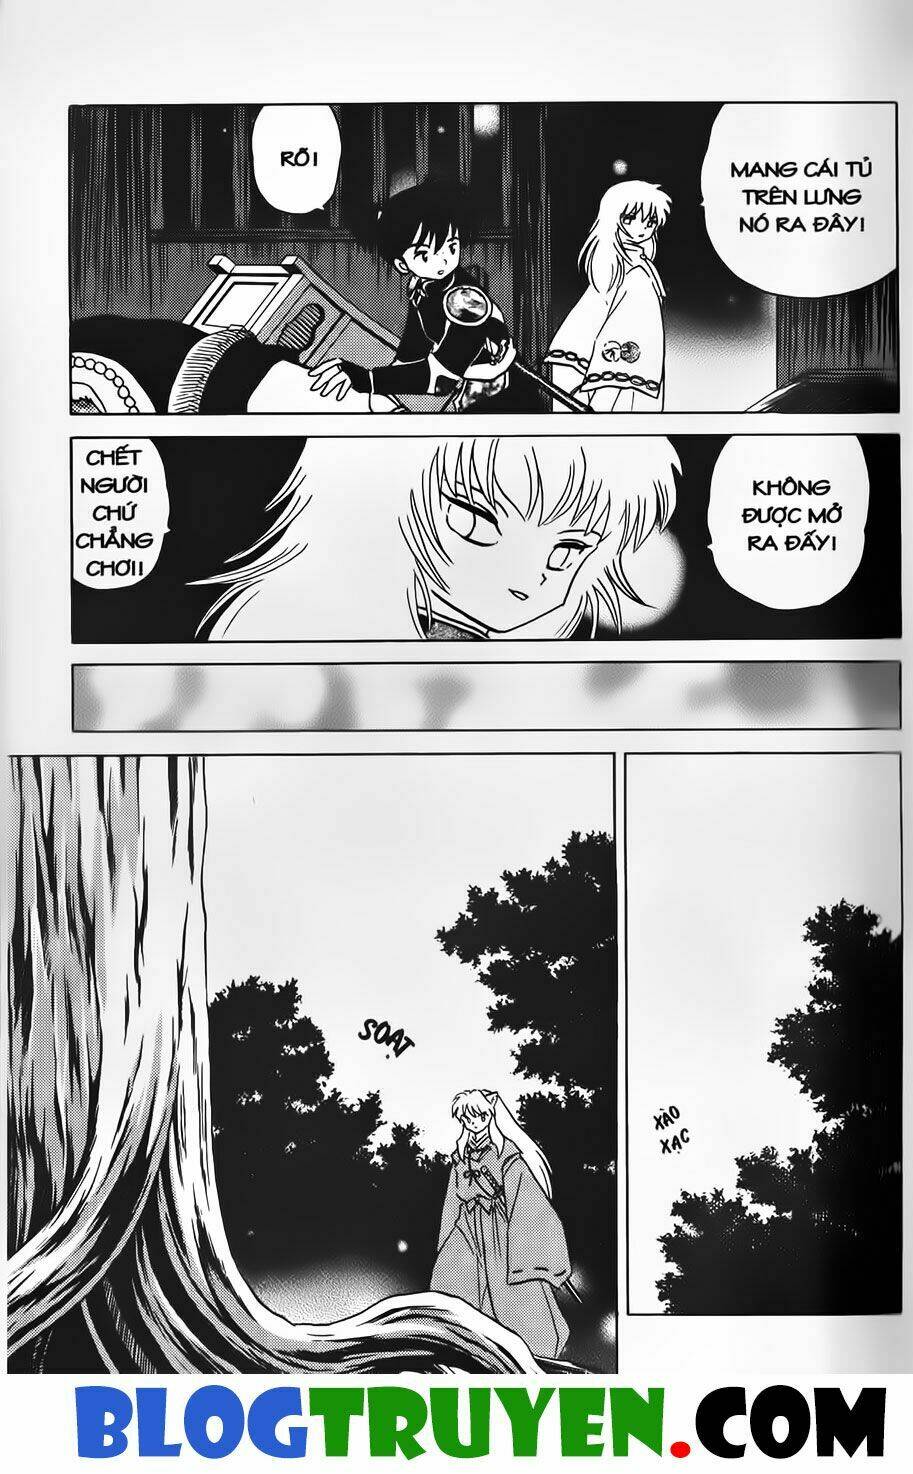 RỒI
MANG CÁI TỦ
TRÊN LƯNG
NÓ RA ĐÂY!
CHẾT
NGƯỜI
CHỨ
CHẲNG
CHƠI!
KHÔNG
ĐƯỢC MỞ
RA ĐẤY!
SOẠT
XÀO
XẠC
BLOGTRUYEN.COM